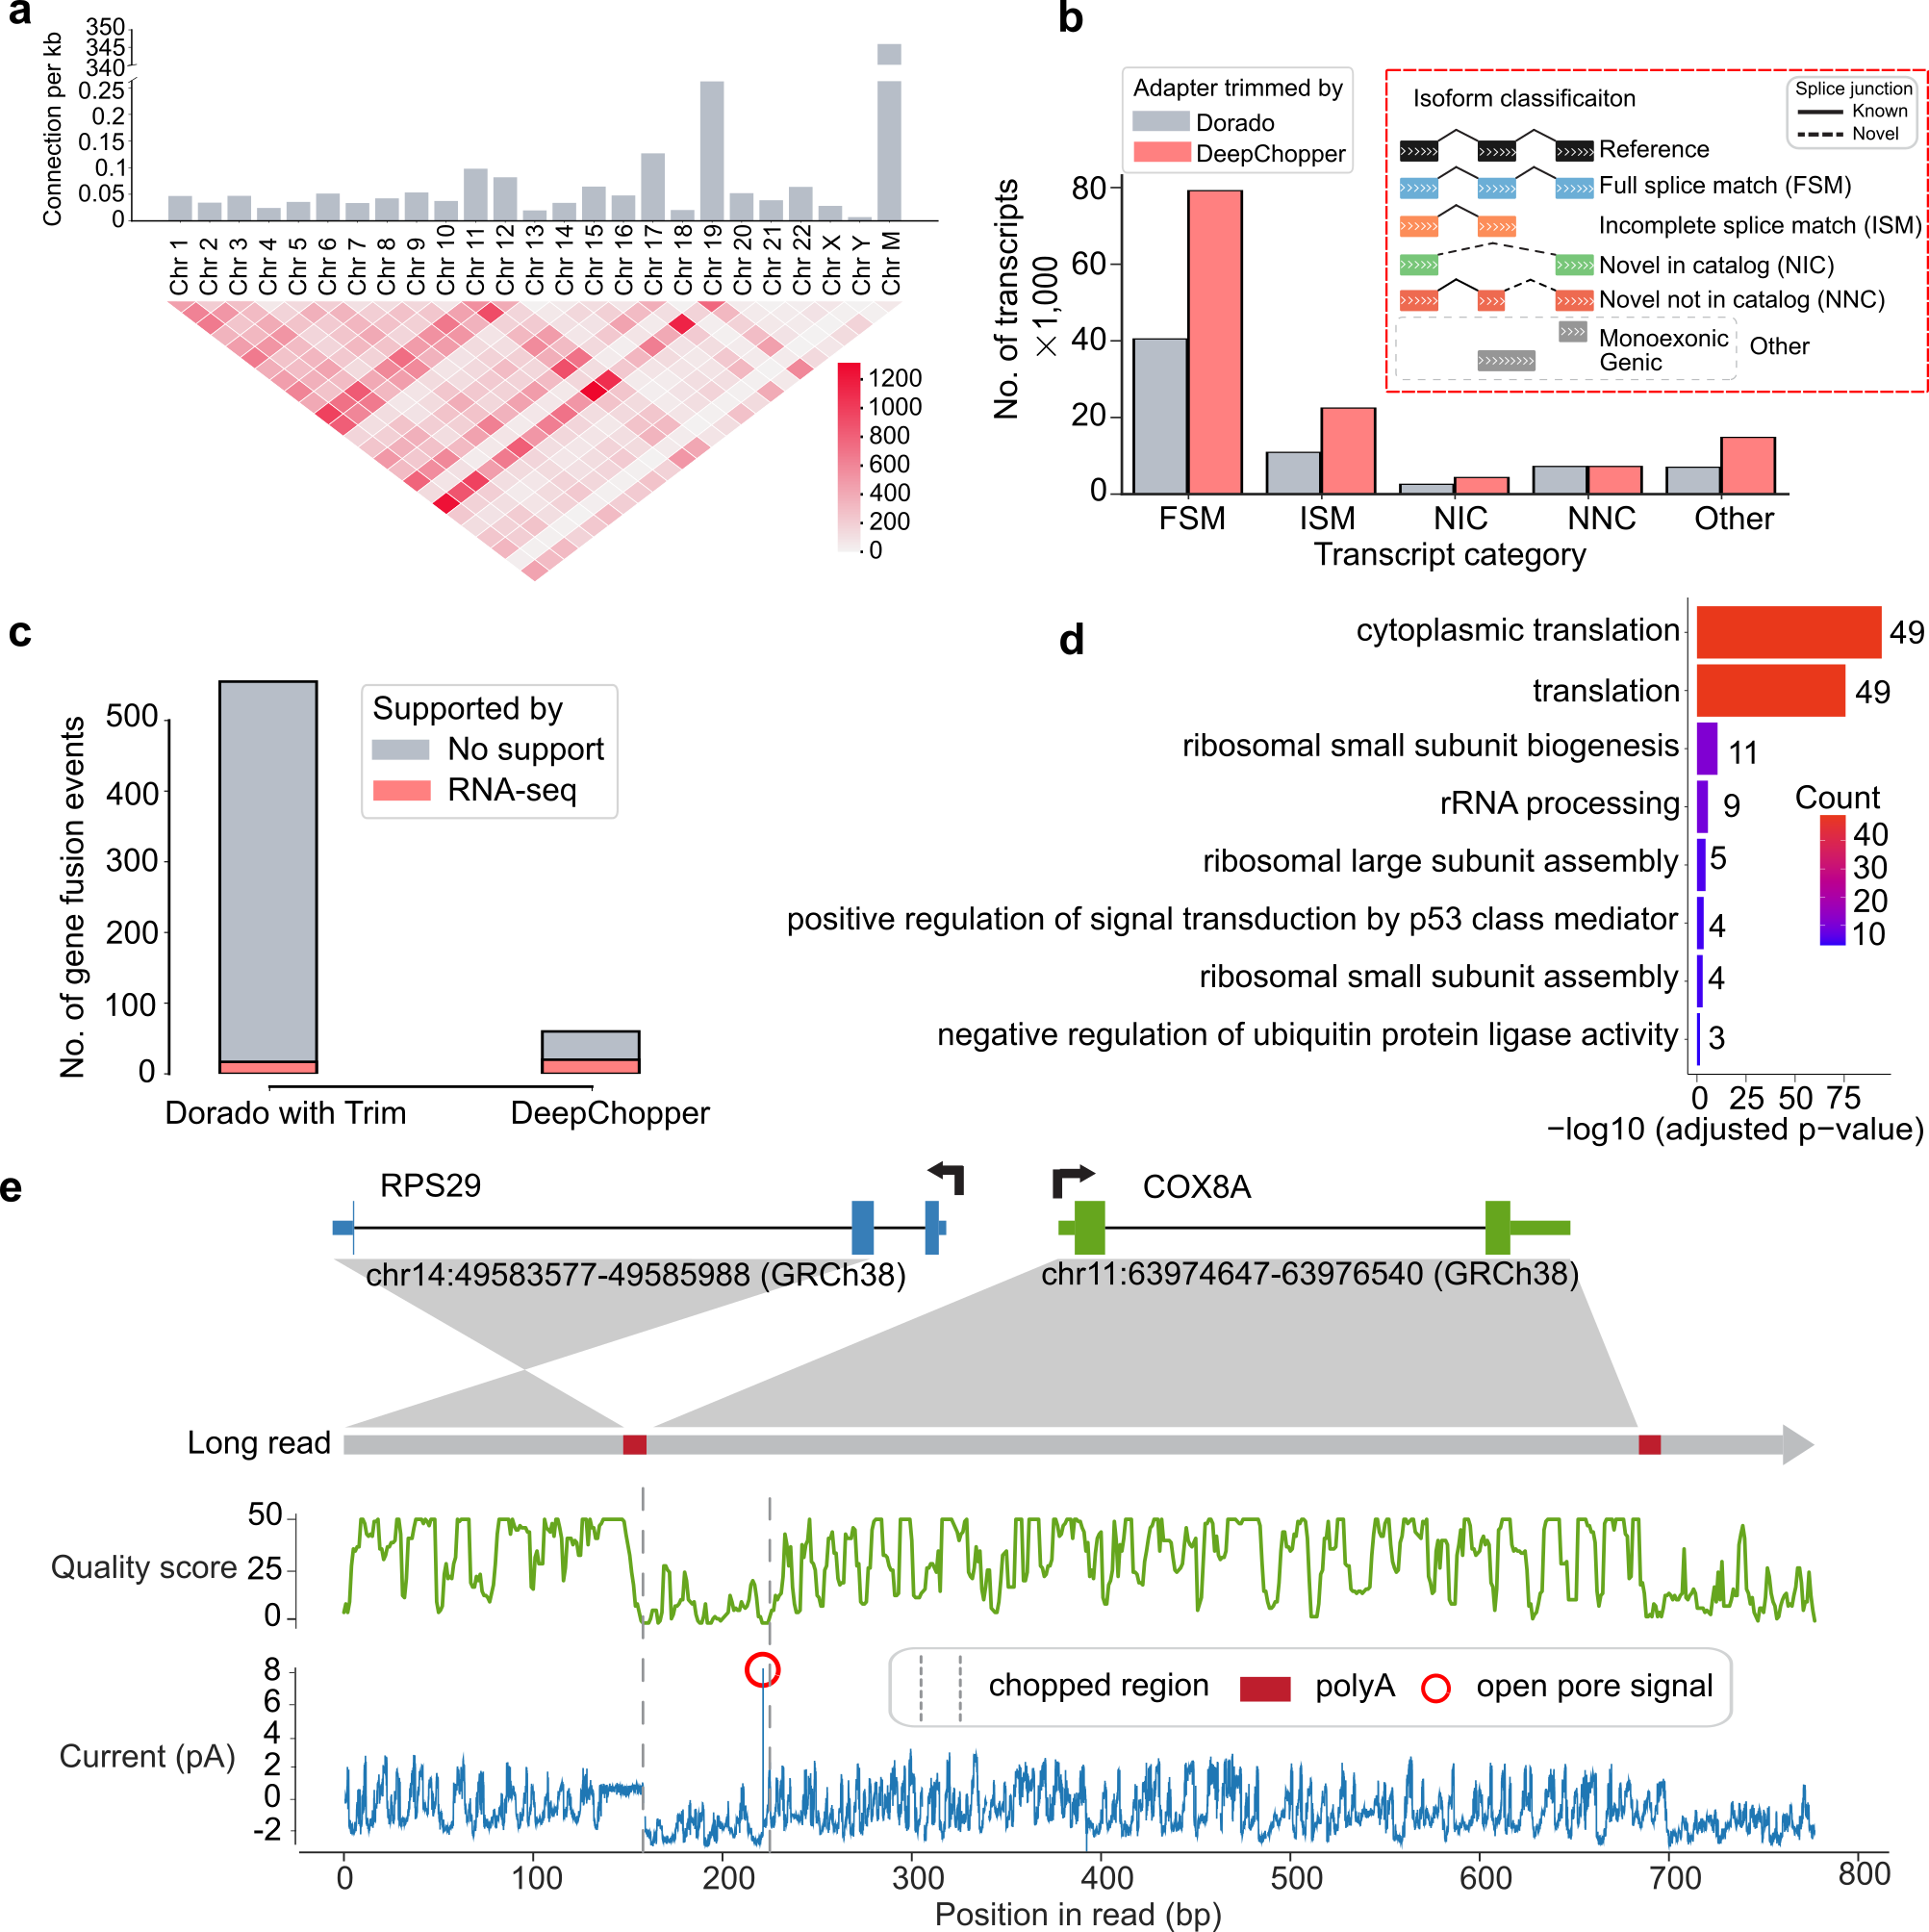 a
Connection per kb
350
345
340
0.25
0.2
0.15
0.1
0.05
0
Chr 1
Chr 2
Chr 3
Chr 4
Chr 5
Chr 6
Chr 7
Chr 8
Chr 9
Chr 10
Chr 11
Chr 12
Chr 13
Chr 14
Chr 15
Chr 16
Chr 17
Chr 18
Chr 19
Chr 20
Chr 21
Chr 22
Chr X
Chr Y
Chr M
1200
1000
800
600
400
200
0
b
Adapter trimmed by
Dorado
DeepChopper
No. of transcripts
×1,000
80
60
40
20
0
FSM
ISM
NIC
NNC
Other
Transcript category
Isoform classificaiton
Splice junction
Known
Novel
Reference
Full splice match (FSM)
Incomplete splice match (ISM)
Novel in catalog (NIC)
Novel not in catalog (NNC)
Monoexonic
Genic
Other
c
No. of gene fusion events
500
400
300
200
100
0
Supported by
No support
RNA-seq
Dorado with Trim
DeepChopper
d
cytoplasmic translation
49
translation
49
ribosomal small subunit biogenesis
11
rRNA processing
9
ribosomal large subunit assembly
5
positive regulation of signal transduction by p53 class mediator
4
ribosomal small subunit assembly
4
negative regulation of ubiquitin protein ligase activity
3
Count
40
30
20
10
0 25 50 75
−log10 (adjusted p−value)
e
RPS29
COX8A
chr14:49583577-49585988 (GRCh38)
chr11:63974647-63976540 (GRCh38)
Long read
Quality score
50
25
0
Current (pA)
8
6
4
2
0
-2
chopped region
polyA
open pore signal
0 100 200 300 400 500 600 700 800
Position in read (bp)